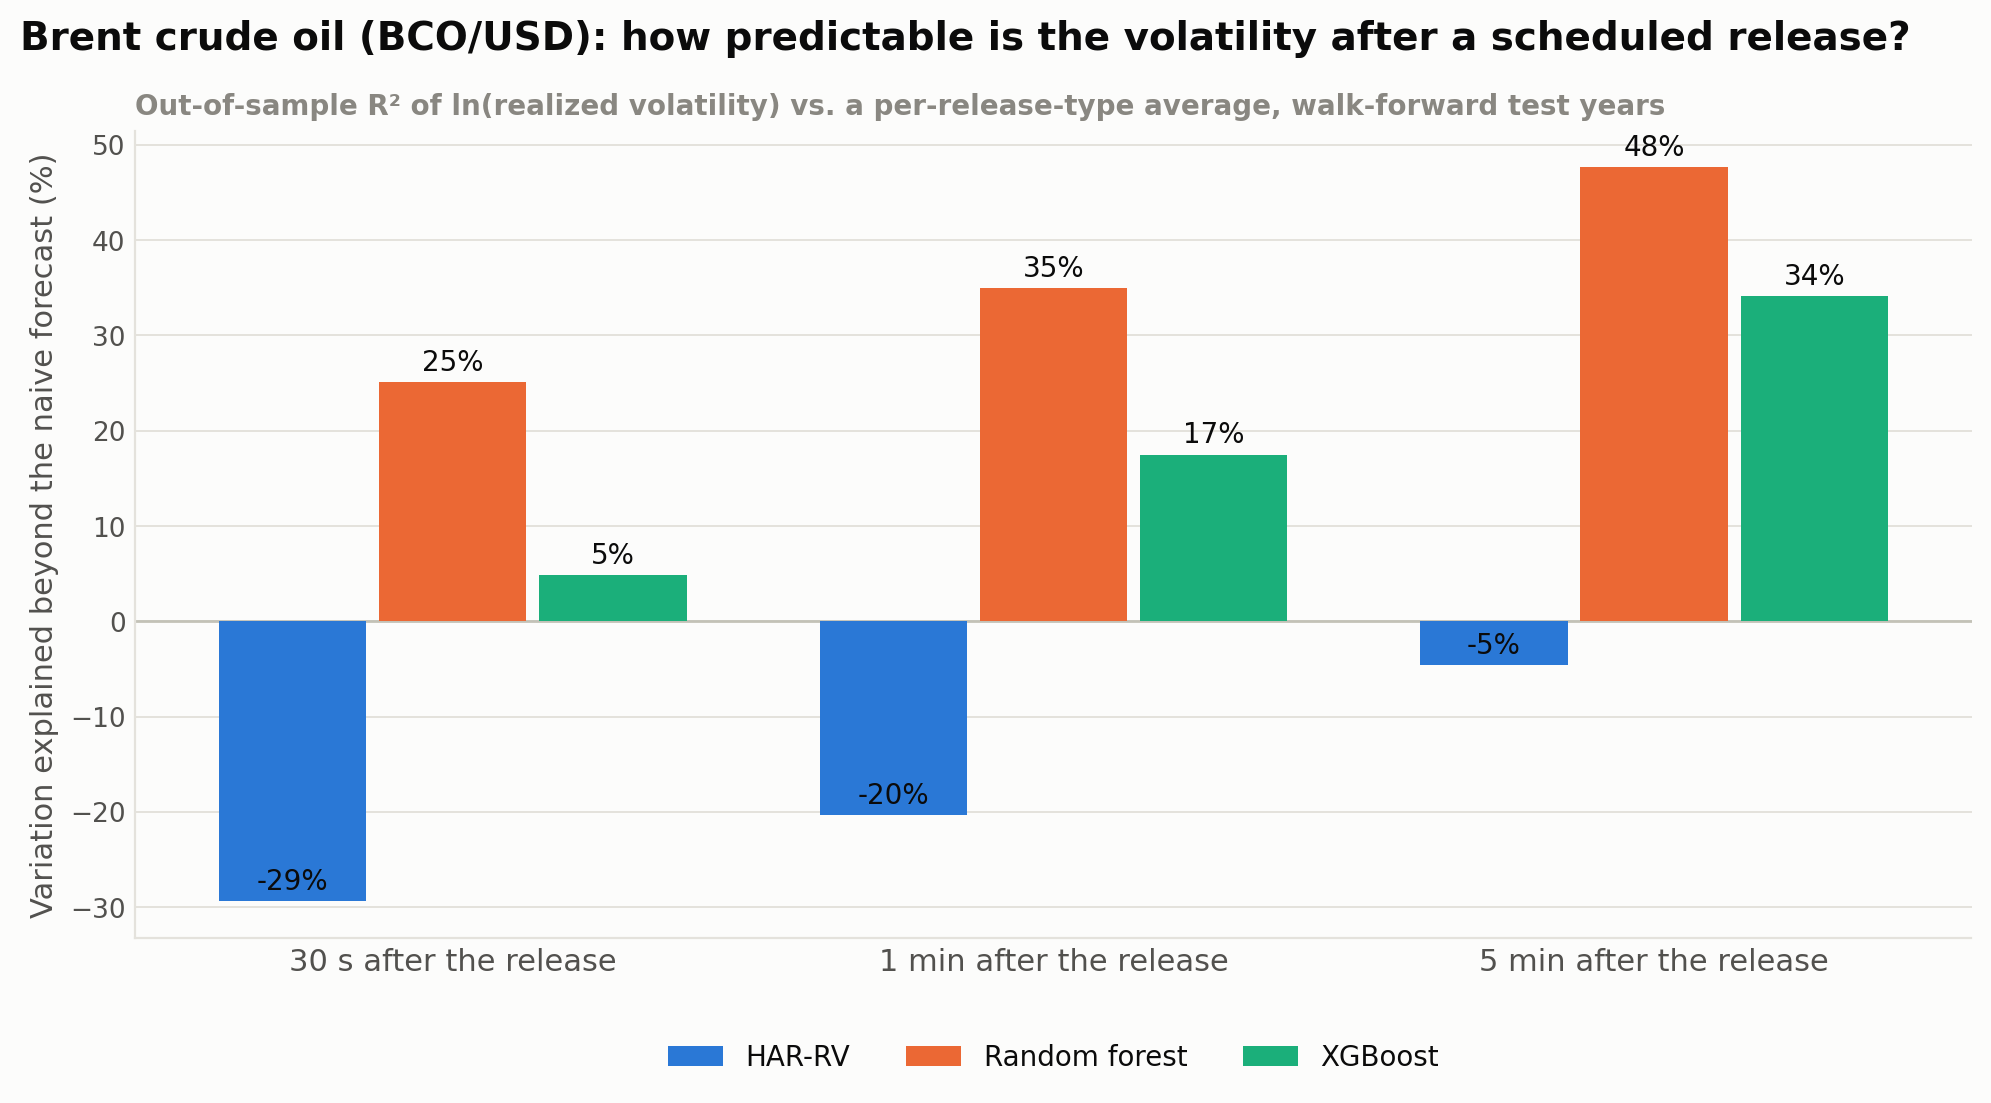 Brent crude oil (BCO/USD): how predictable is the volatility after a scheduled release?
Out-of-sample R² of ln(realized volatility) vs. a per-release-type average, walk-forward test years
Variation explained beyond the naive forecast (%)
50
40
30
20
10
0
−10
−20
−30
-29%
25%
5%
-20%
35%
17%
-5%
48%
34%
30 s after the release
1 min after the release
5 min after the release
HAR-RV
Random forest
XGBoost